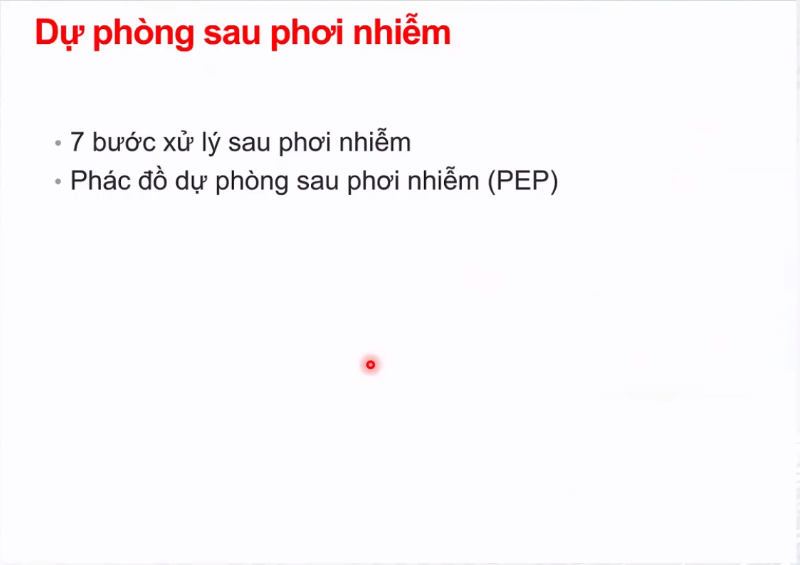 Dự phòng sau phơi nhiễm
• 7 bước xử lý sau phơi nhiễm
• Phác đồ dự phòng sau phơi nhiễm (PEP)